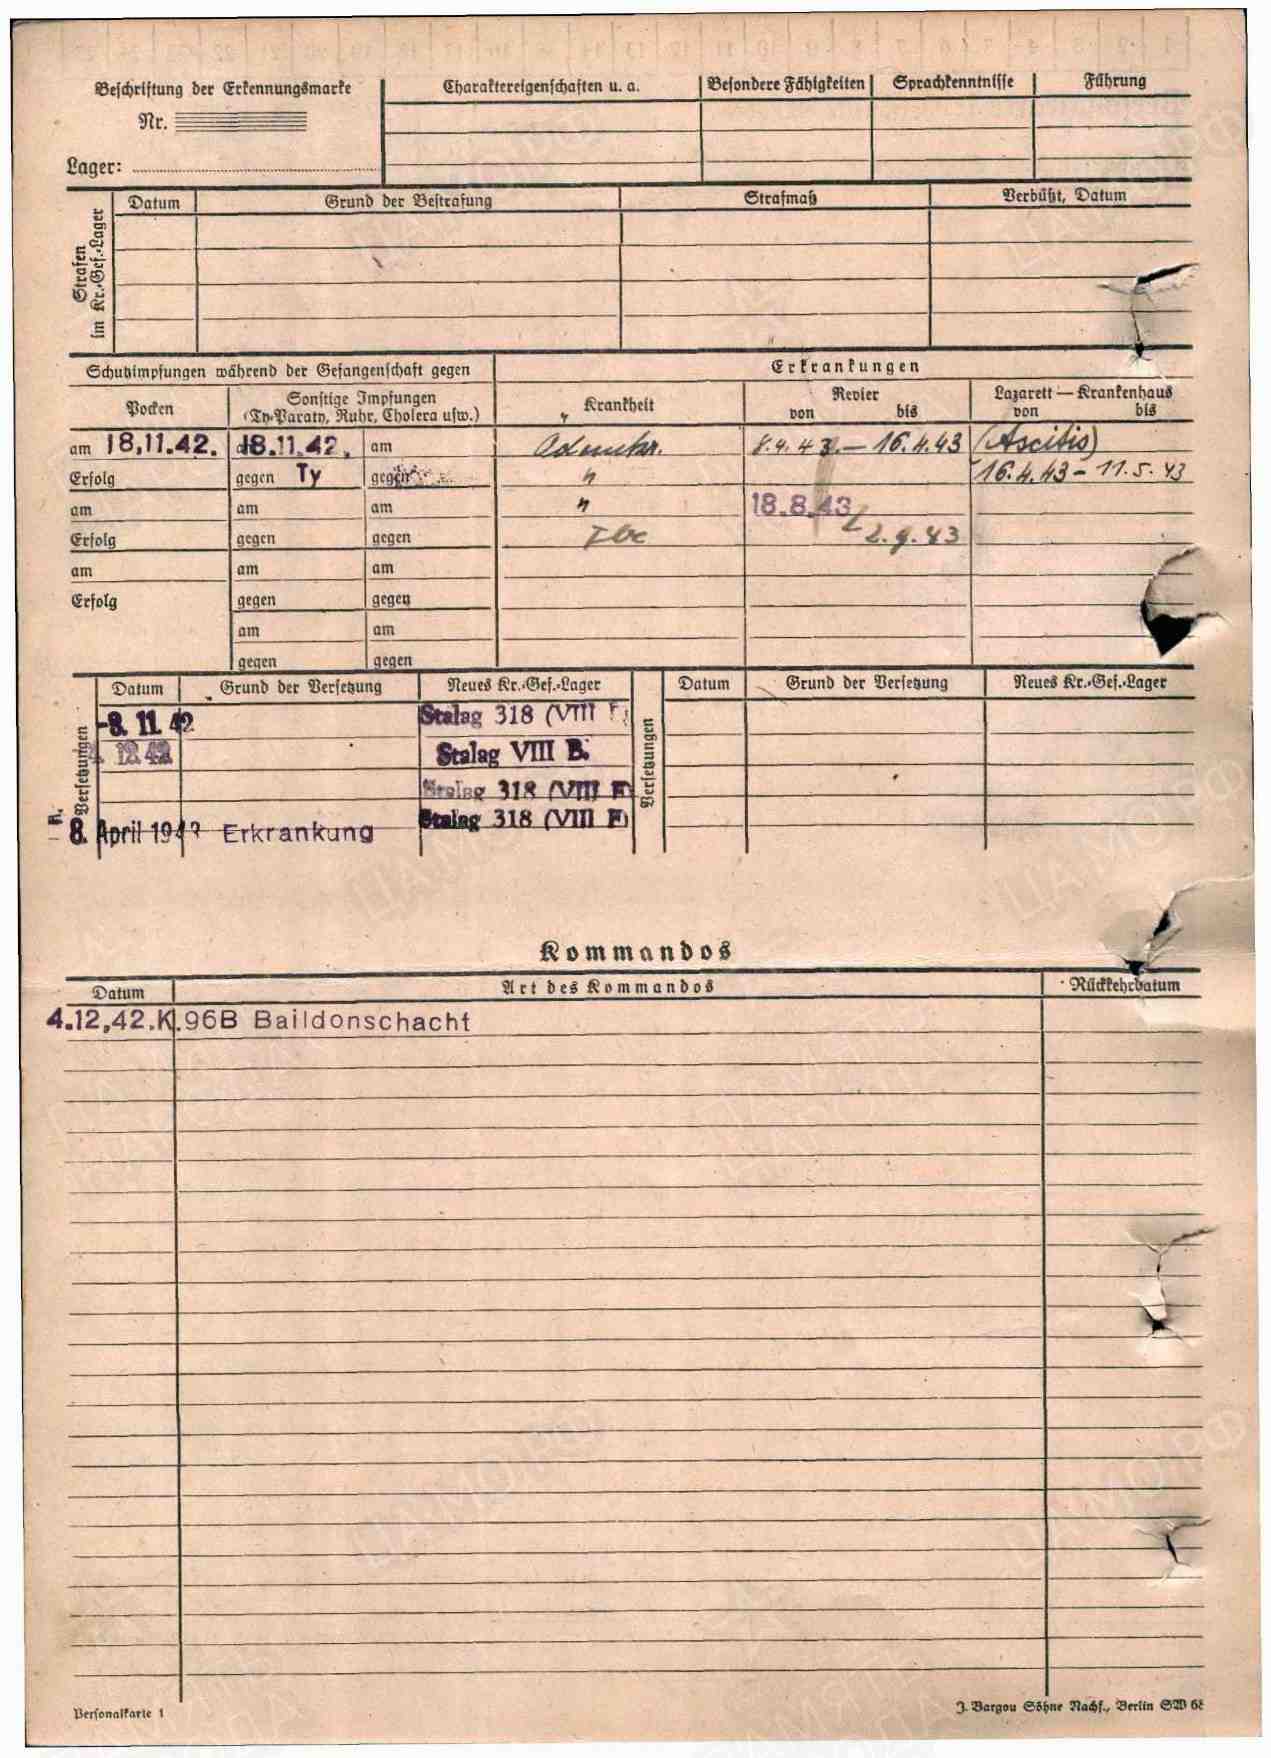 Beschriftung der Erkennungsmarke
Nr.
Lager:
Charaktereigenschaften u. a. Besondere Fähigkeiten Sprachkenntnisse Führung
Strafen im Kr.-Gef.-Lager
Datum Grund der Bestrafung Strafmaß Verbüßt, Datum
Schutzimpfungen während der Gefangenschaft gegen Erkrankungen
Pocken Sonstige Impfungen (Ty-Paraty, Ruhr, Cholera usw.) Krankheit Revier von bis Lazarett — Krankenhaus von bis
am 18.11.42. 18.11.42. am 8.4.43. — 16.4.43 (Ascitis)
Erfolg gegen Ty gegen " 16.4.43 – 11.5.43
am am am " 18.8.43
Erfolg gegen gegen Tbc 2.9.43
am am am
Erfolg gegen gegen
am am
gegen gegen
Versetzungen
Datum Grund der Versetzung Neues Kr.-Gef.-Lager
-8. 11. 42 Stalag 318 (VIII F)
4. 12. 42 Stalag VIII B.
Stalag 318 (VIII F)
8. April 1943 Erkrankung Stalag 318 (VIII F)
Versetzungen
Datum Grund der Versetzung Neues Kr.-Gef.-Lager
Kommandos
Datum Art des Kommandos Rückkehrdatum
4.12.42. K.96B Baildonschacht
Personalkarte 1
J. Bargou Söhne Nachf., Berlin SW 68